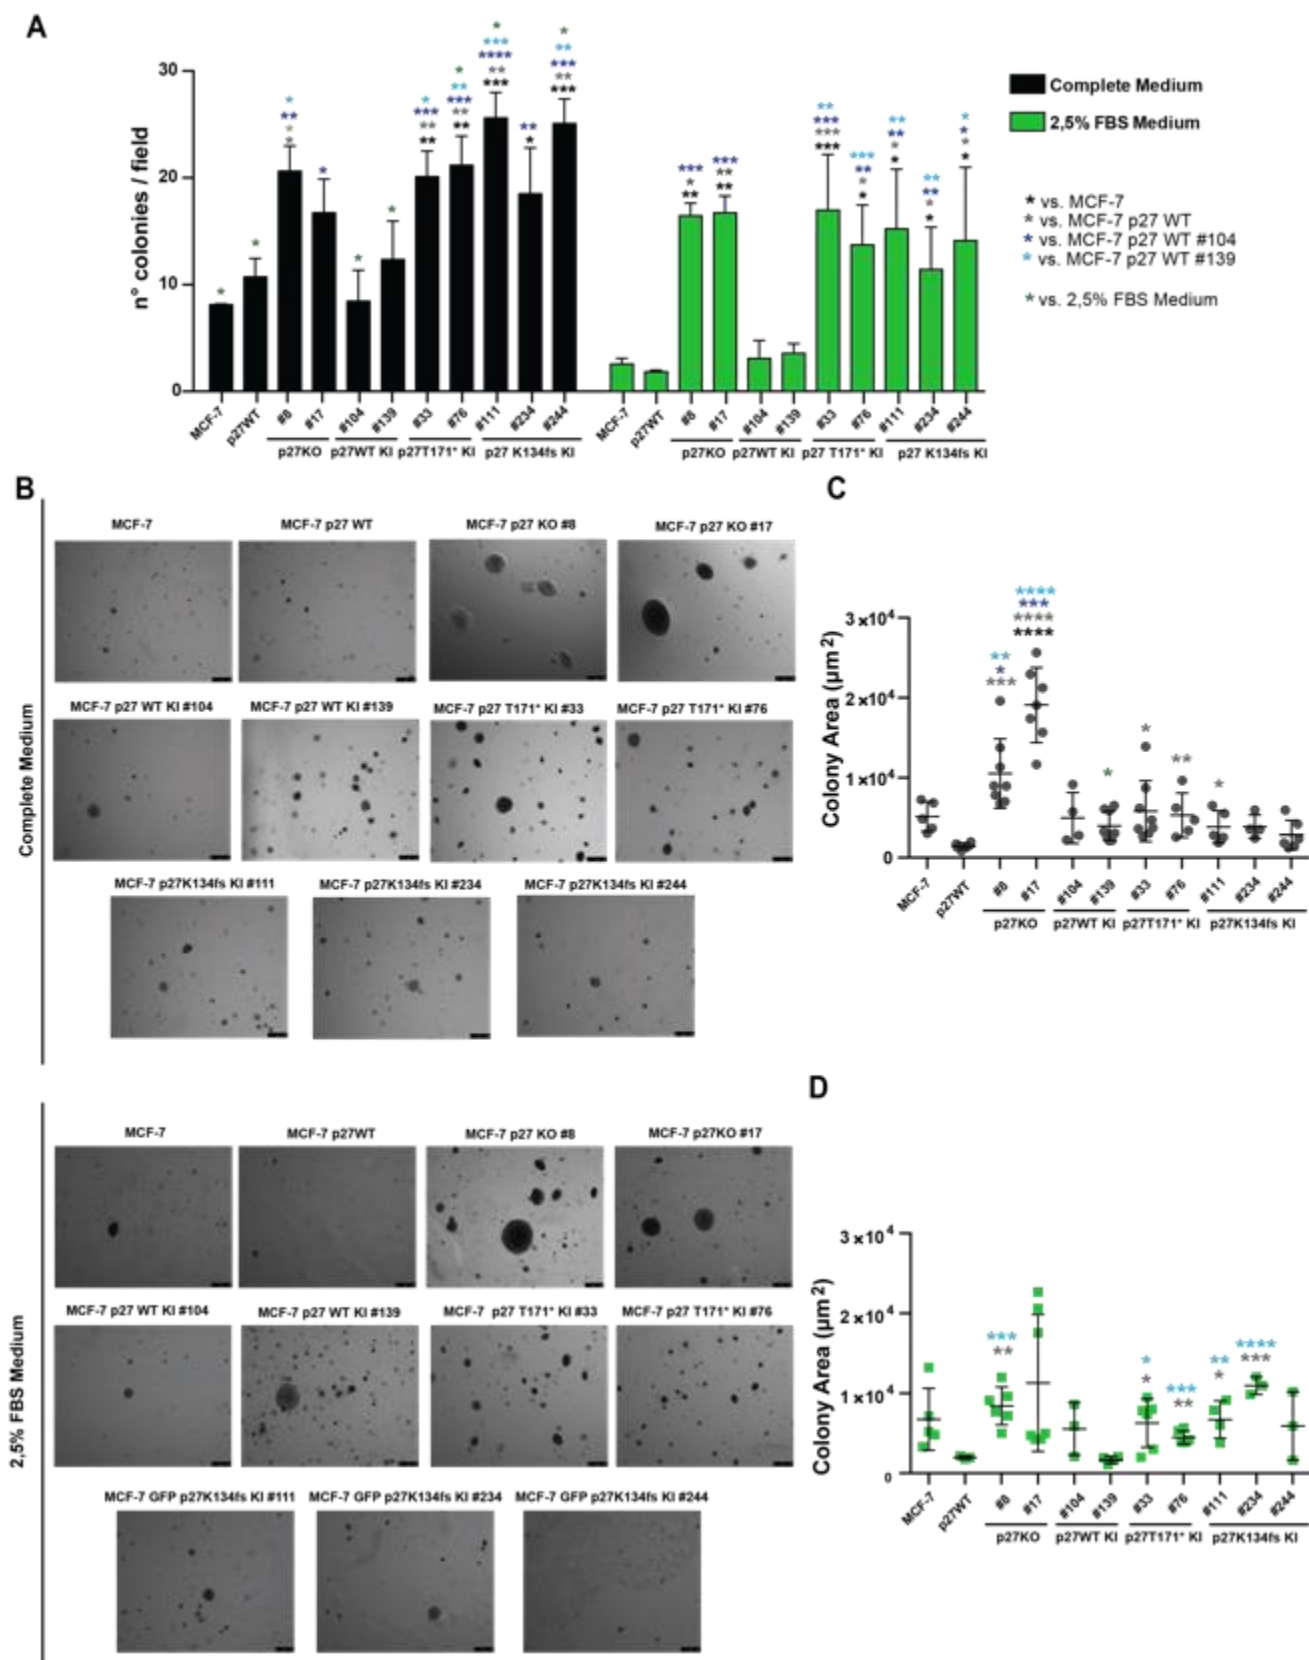 A
n° colonies / field
30
20
10
0
*
*
*
**
**
*
*
*
*
*
***
**
**
*
**
***
**
**
*
***
****
**
***
**
*
*
**
***
**
***
MCF-7
p27WT
#8
#17
#104
#139
#33
#76
#111
#234
#244
p27KO
p27WT KI
p27T171* KI
p27 K134fs KI
***
*
**
***
**
**
**
***
***
***
***
**
*
*
**
**
*
*
**
**
*
*
*
*
*
*
MCF-7
p27WT
#8
#17
#104
#139
#33
#76
#111
#234
#244
p27KO
p27WT KI
p27 T171* KI
p27 K134fs KI
Complete Medium
2,5% FBS Medium
* vs. MCF-7
* vs. MCF-7 p27 WT
* vs. MCF-7 p27 WT #104
* vs. MCF-7 p27 WT #139
* vs. 2,5% FBS Medium
B
Complete Medium
MCF-7
MCF-7 p27 WT
MCF-7 p27 KO #8
MCF-7 p27 KO #17
MCF-7 p27 WT KI #104
MCF-7 p27 WT KI #139
MCF-7 p27 T171* KI #33
MCF-7 p27 T171* KI #76
MCF-7 p27K134fs KI #111
MCF-7 p27K134fs KI #234
MCF-7 p27K134fs KI #244
2,5% FBS Medium
MCF-7
MCF-7 p27WT
MCF-7 p27 KO #8
MCF-7 p27KO #17
MCF-7 p27 WT KI #104
MCF-7 p27 WT KI #139
MCF-7 p27 T171* KI #33
MCF-7 p27 T171* KI #76
MCF-7 GFP p27K134fs KI #111
MCF-7 GFP p27K134fs KI #234
MCF-7 GFP p27K134fs KI #244
C
Colony Area (µm²)
3×10⁴
2×10⁴
1×10⁴
0
**
*
***
****
***
****
****
*
*
**
*
MCF-7
p27WT
#8
#17
#104
#139
#33
#76
#111
#234
#244
p27KO
p27WT KI
p27T171* KI
p27K134fs KI
D
Colony Area (µm²)
3×10⁴
2×10⁴
1×10⁴
0
***
**
*
*
***
**
**
*
****
***
MCF-7
p27WT
#8
#17
#104
#139
#33
#76
#111
#234
#244
p27KO
p27WT KI
p27T171* KI
p27K134fs KI